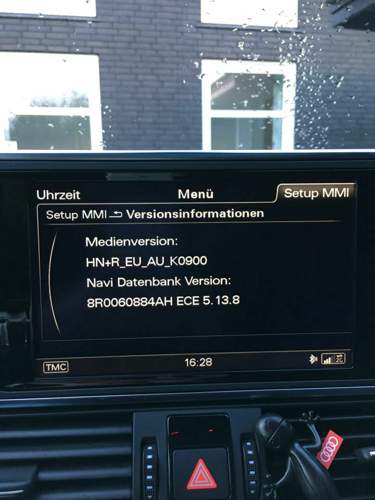 Uhrzeit Menü Setup MMI
Setup MMI Versionsinformationen
Medienversion:
HN+R_EU_AU_K0900
Navi Datenbank Version:
8R0060884AH ECE 5.13.8
TMC 16:28